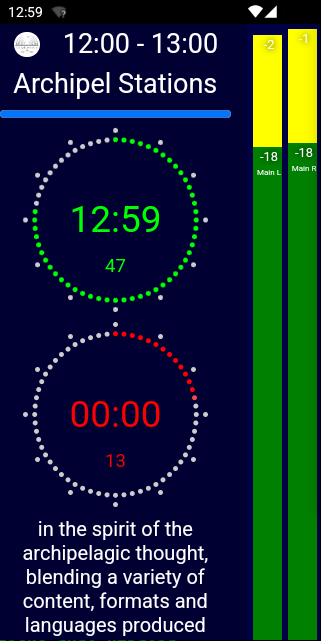 12:59
12:00 - 13:00
Archipel Stations
-2
-1
-18
-18
Main L
Main R
12:59
47
00:00
13
in the spirit of the
archipelagic thought,
blending a variety of
content, formats and
languages produced